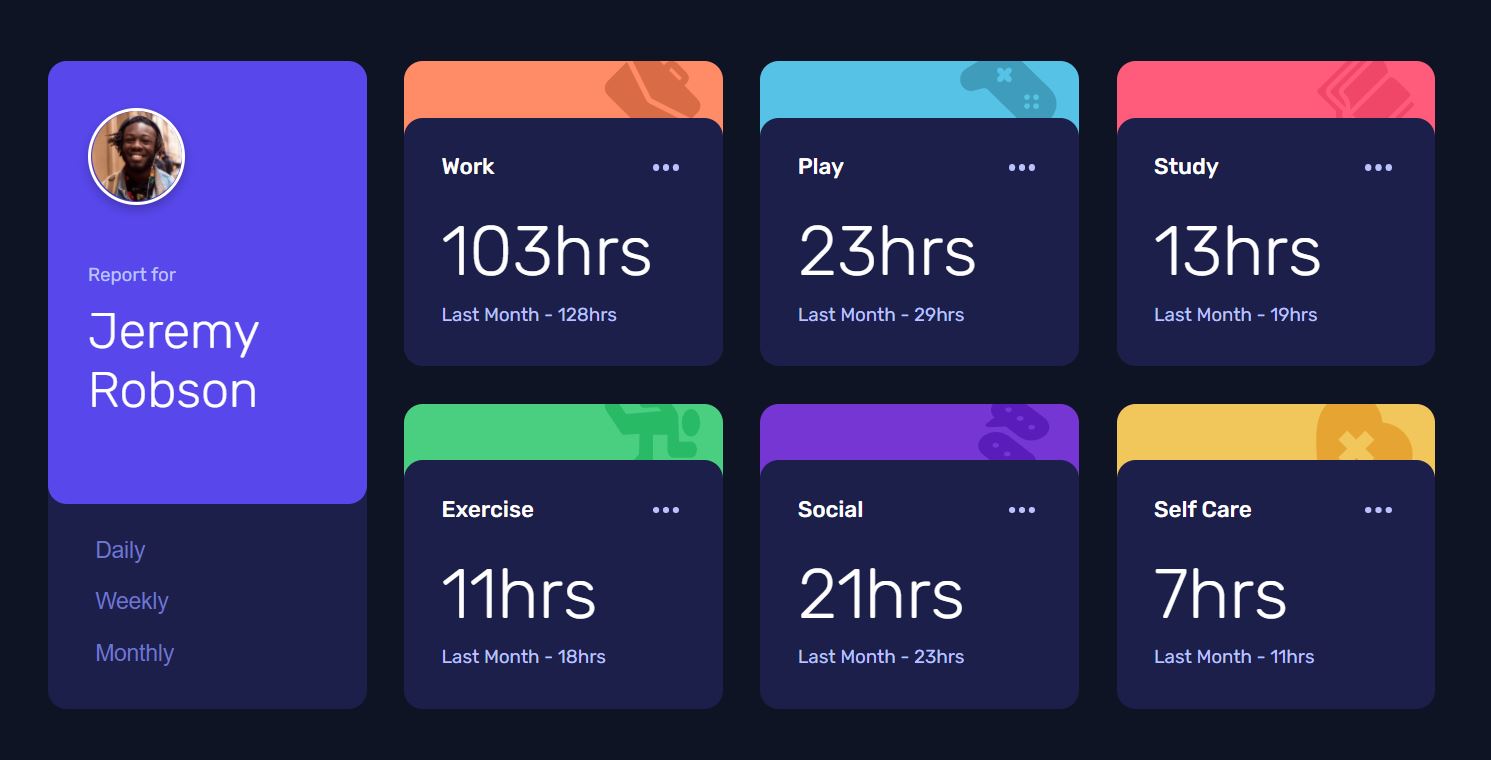 Report for
Jeremy
Robson
Daily
Weekly
Monthly
Work
103hrs
Last Month - 128hrs
Play
23hrs
Last Month - 29hrs
Study
13hrs
Last Month - 19hrs
Exercise
11hrs
Last Month - 18hrs
Social
21hrs
Last Month - 23hrs
Self Care
7hrs
Last Month - 11hrs